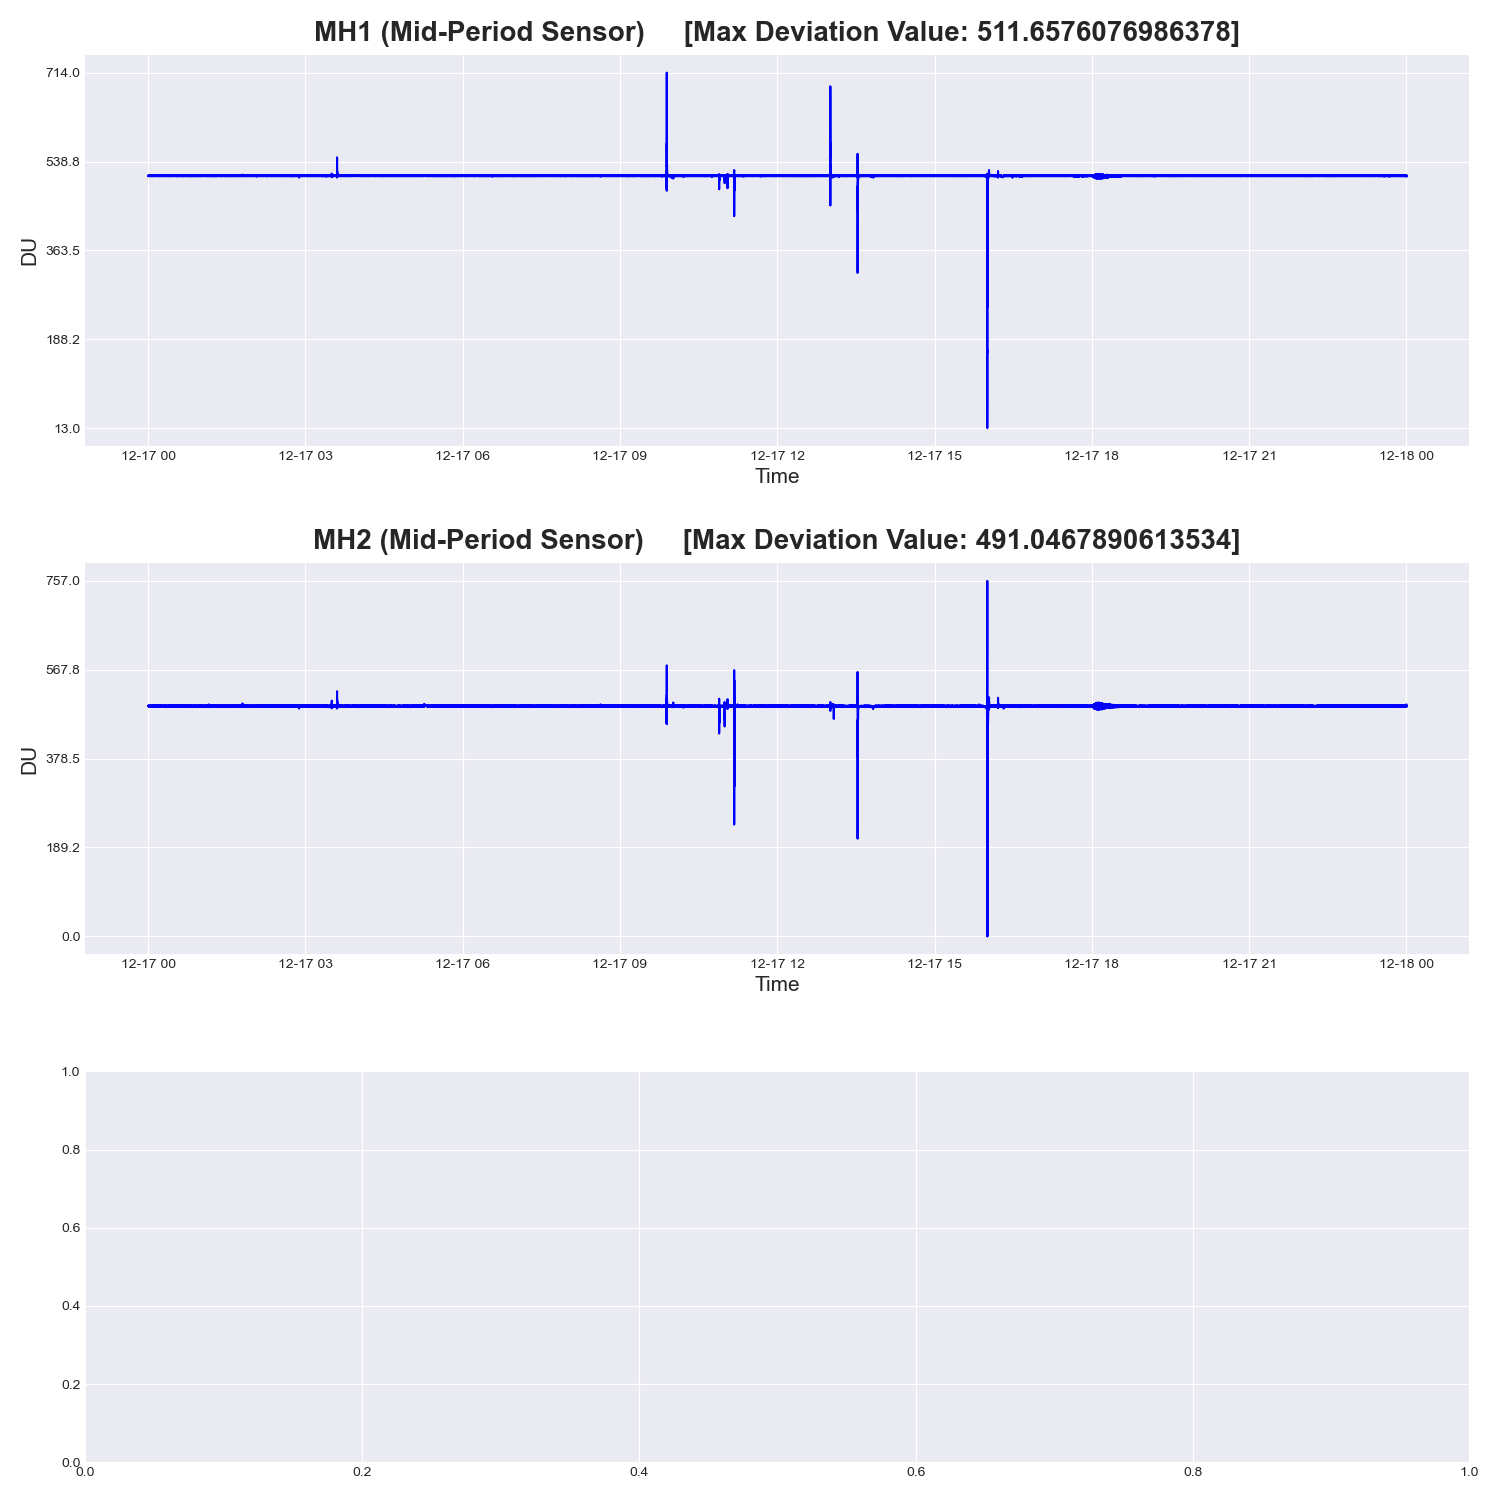 MH1 (Mid-Period Sensor) [Max Deviation Value: 511.6576076986378]
714.0
538.8
363.5
188.2
13.0
DU
12-17 00 12-17 03 12-17 06 12-17 09 12-17 12 12-17 15 12-17 18 12-17 21 12-18 00
Time
MH2 (Mid-Period Sensor) [Max Deviation Value: 491.0467890613534]
757.0
567.8
378.5
189.2
0.0
DU
12-17 00 12-17 03 12-17 06 12-17 09 12-17 12 12-17 15 12-17 18 12-17 21 12-18 00
Time
1.0
0.8
0.6
0.4
0.2
0.0
0.0 0.2 0.4 0.6 0.8 1.0